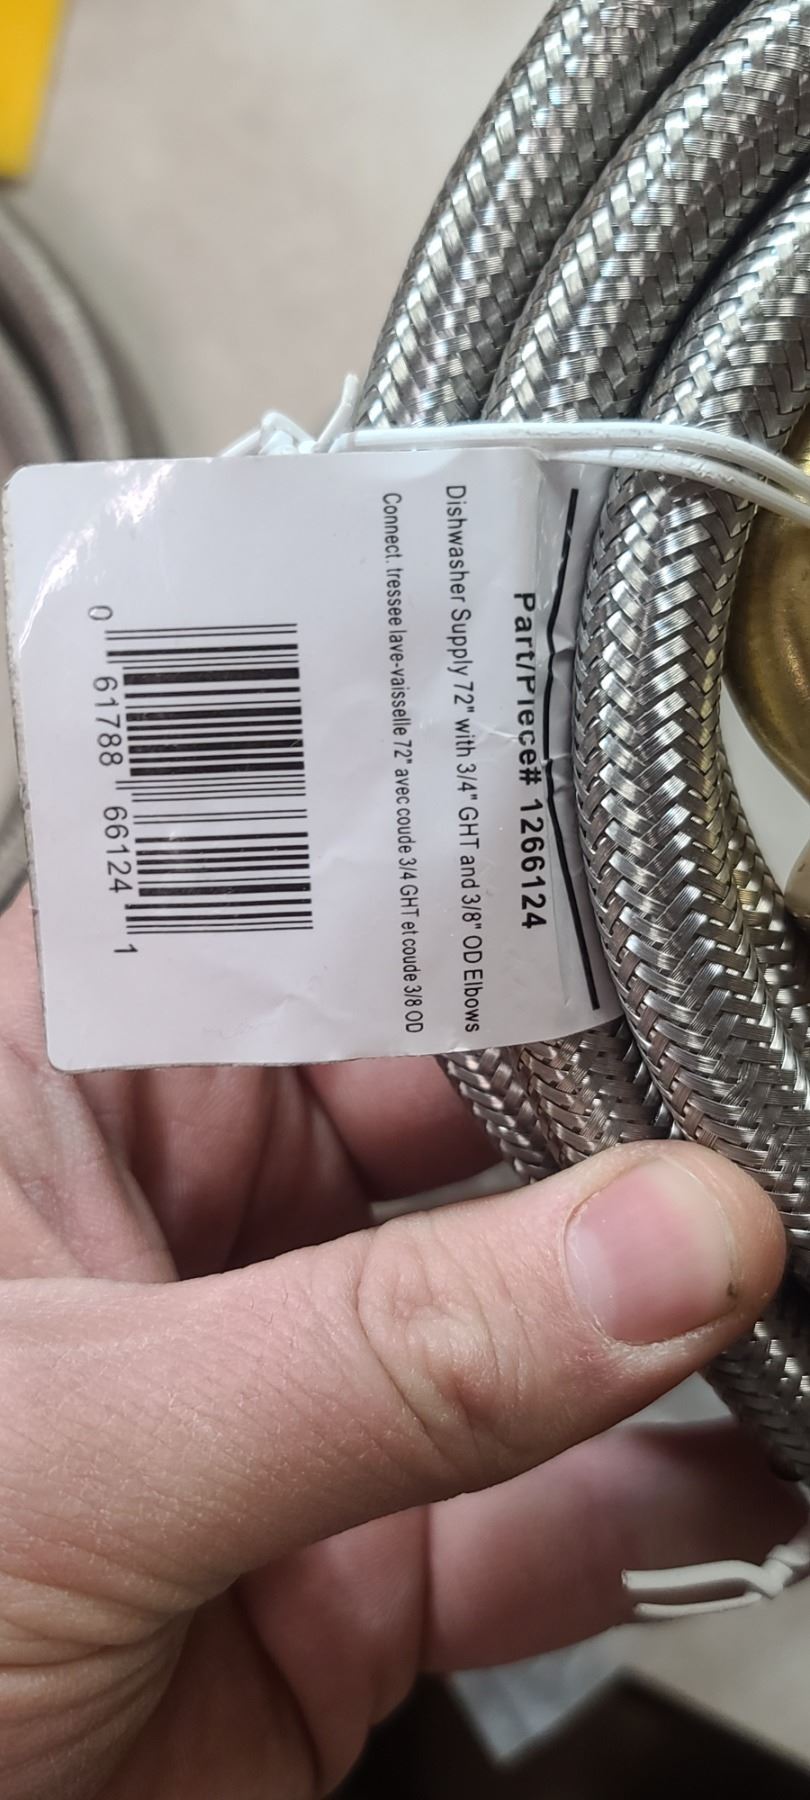 Part/Piece# 1266124
Dishwasher Supply 72" with 3/4" GHT and 3/8" OD Elbows
Connect. tressee lave-vaisselle 72" avec coude 3/4 GHT et coude 3/8 OD
0 61788 66124 1